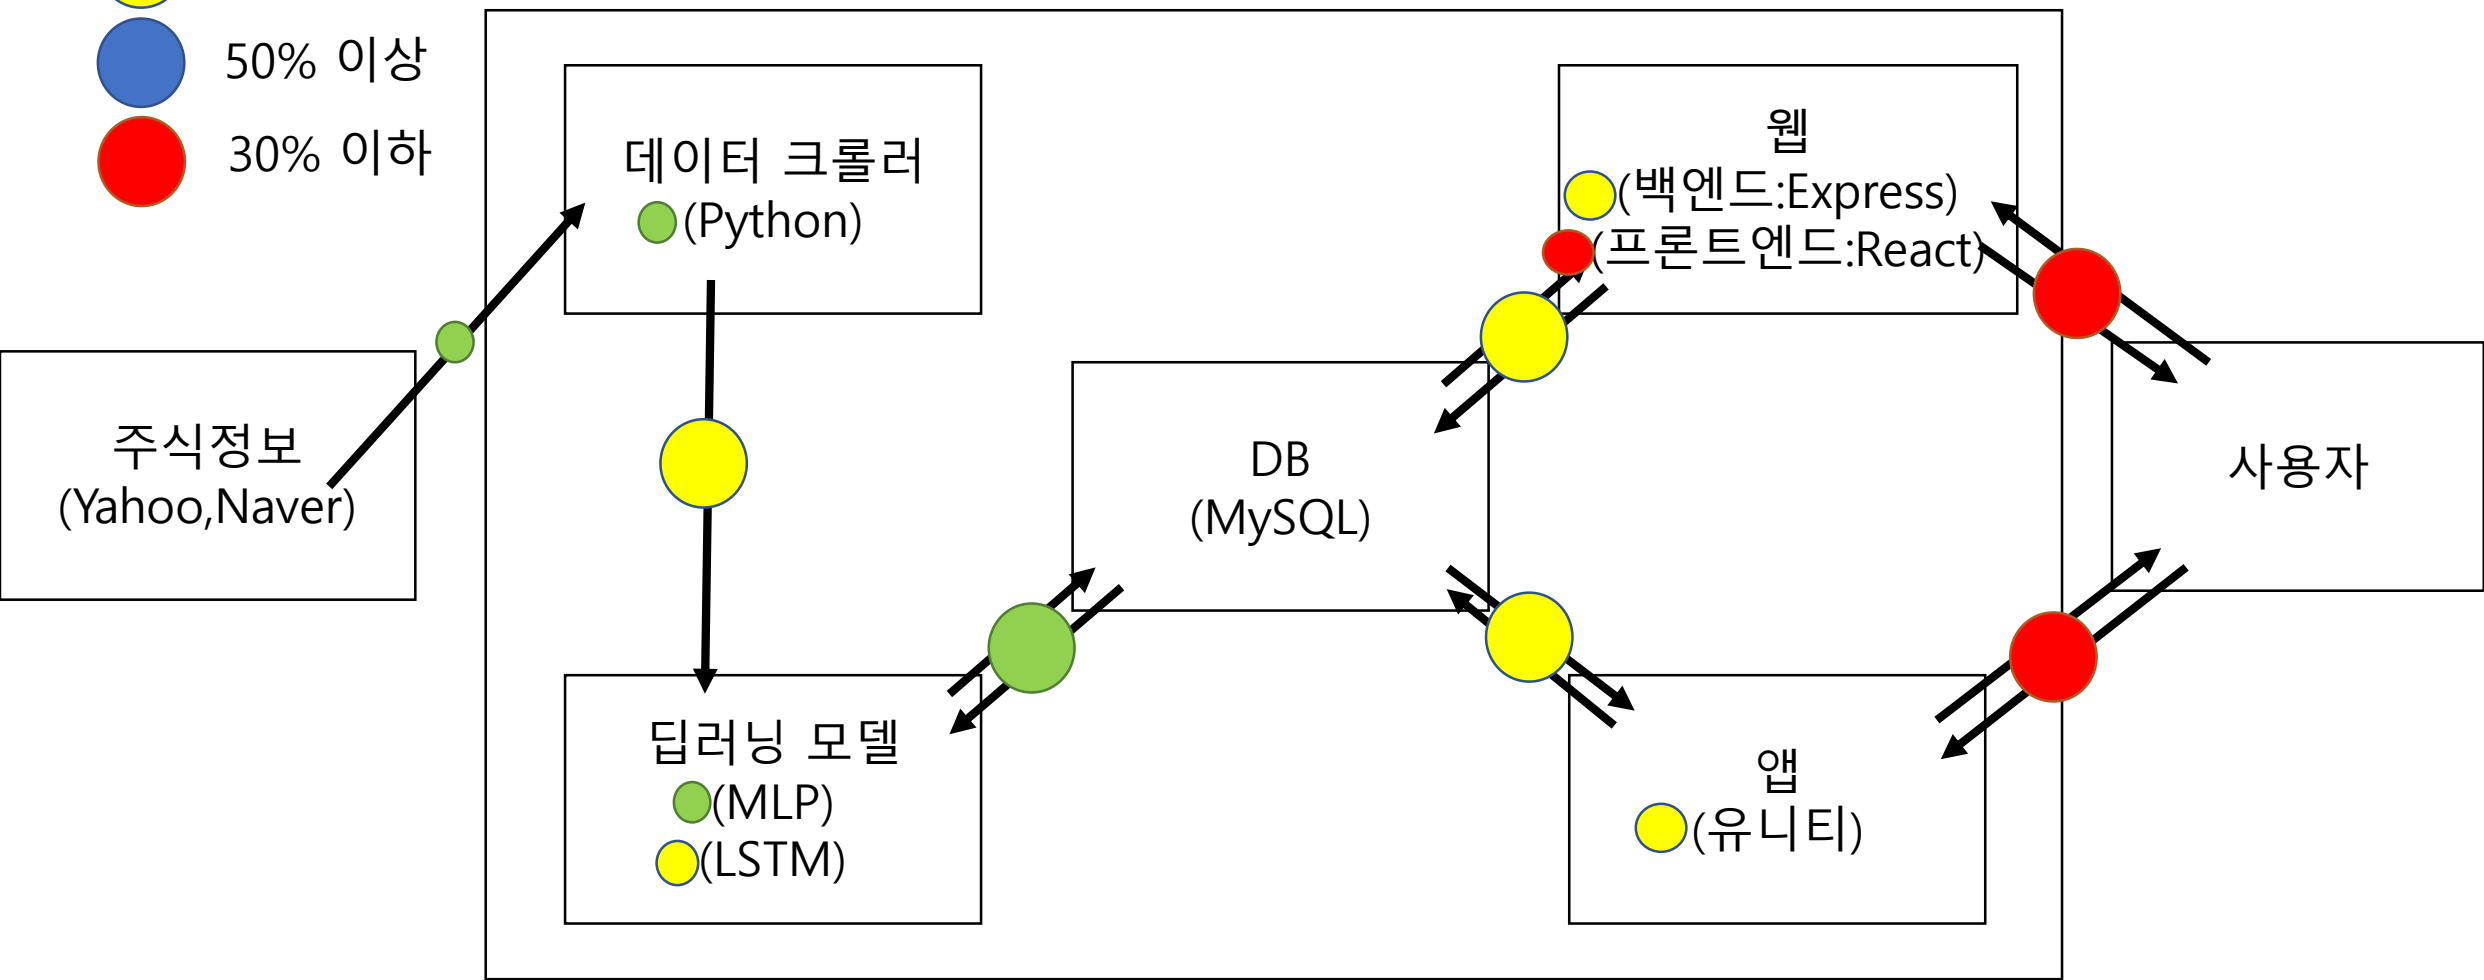 50% 이상
30% 이하
데이터 크롤러
(Python)
웹
(백엔드:Express)
(프론트엔드:React)
주식정보
(Yahoo,Naver)
DB
(MySQL)
사용자
딥러닝 모델
(MLP)
(LSTM)
앱
(유니티)